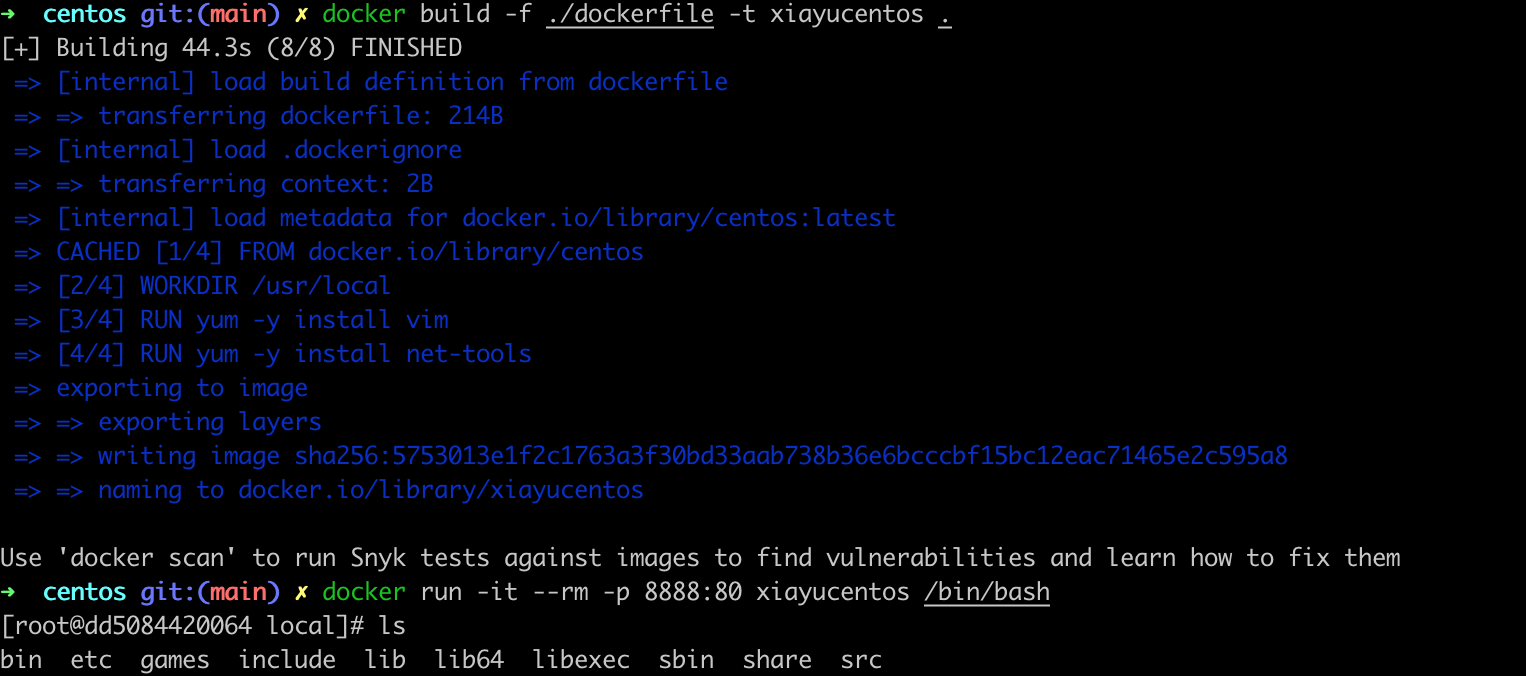 ➜ centos git:(main) ✗ docker build -f ./dockerfile -t xiayucentos .
[+] Building 44.3s (8/8) FINISHED
=> [internal] load build definition from dockerfile
=> => transferring dockerfile: 214B
=> [internal] load .dockerignore
=> => transferring context: 2B
=> [internal] load metadata for docker.io/library/centos:latest
=> CACHED [1/4] FROM docker.io/library/centos
=> [2/4] WORKDIR /usr/local
=> [3/4] RUN yum -y install vim
=> [4/4] RUN yum -y install net-tools
=> exporting to image
=> => exporting layers
=> => writing image sha256:5753013e1f2c1763a3f30bd33aab738b36e6bcccbf15bc12eac71465e2c595a8
=> => naming to docker.io/library/xiayucentos
Use 'docker scan' to run Snyk tests against images to find vulnerabilities and learn how to fix them
➜ centos git:(main) ✗ docker run -it --rm -p 8888:80 xiayucentos /bin/bash
[root@dd5084420064 local]# ls
bin etc games include lib lib64 libexec sbin share src